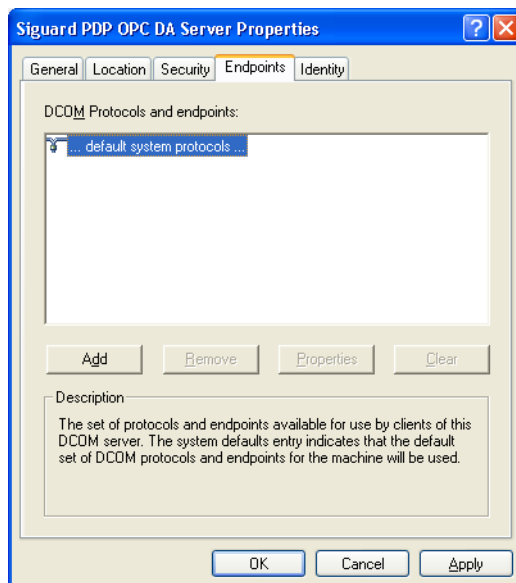 Siguard PDP OPC DA Server Properties
General Location Security Endpoints Identity
DCOM Protocols and endpoints:
... default system protocols ...
Add Remove Properties Clear
Description
The set of protocols and endpoints available for use by clients of this
DCOM server. The system defaults entry indicates that the default
set of DCOM protocols and endpoints for the machine will be used.
OK Cancel Apply